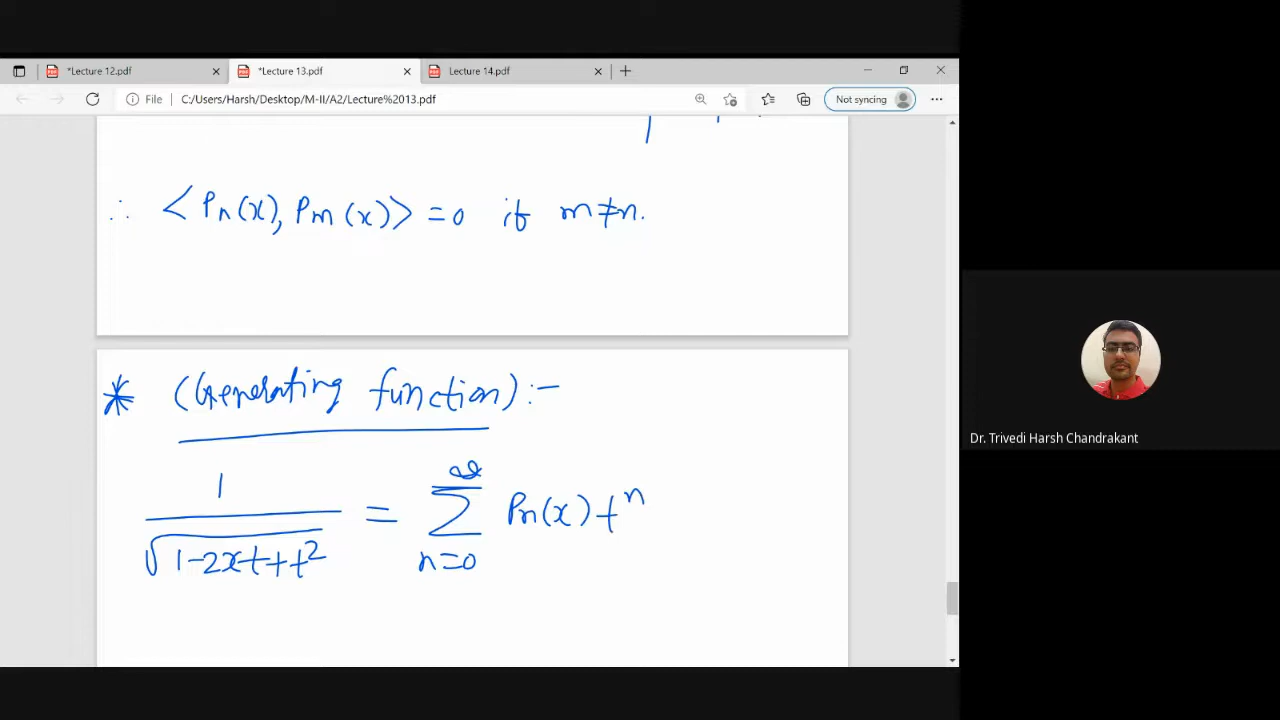 *Lecture 12.pdf
*Lecture 13.pdf
Lecture 14.pdf
File
C:/Users/Harsh/Desktop/M-II/A2/Lecture%2013.pdf
Not syncing
∴ <Pn(x), Pm(x)> = 0 if m≠n.
* (Generating function):-
1/√(1-2xt+t²) = ∑_{n=0}^{∞} Pn(x) tⁿ
Dr. Trivedi Harsh Chandrakant